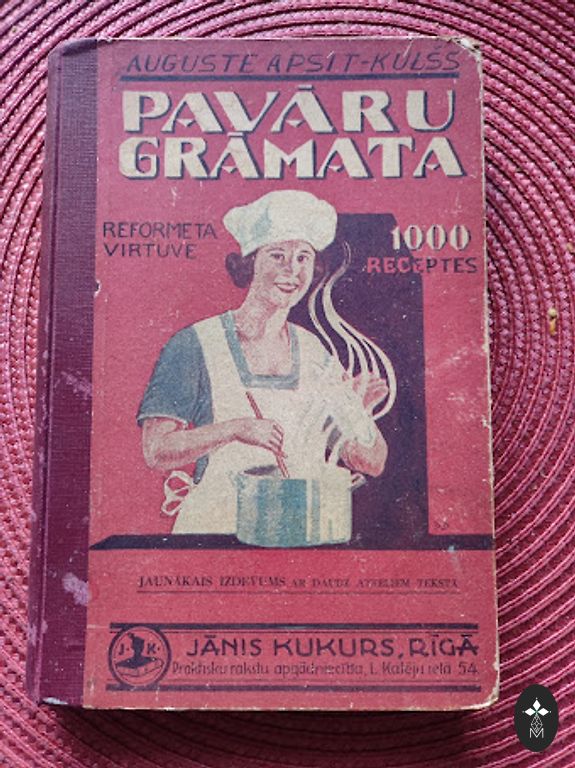 AUGUSTE APSĪT-KULŠS
PAVĀRU
GRĀMATA
REFORMETA
VIRTUVE
1000
RECEPTES
JAUNĀKAIS IZDEVUMS AR DAUDZ ATTĒLIEM TEKSTĀ
J. K.
JĀNIS KUKURS, RĪGĀ
Praktisku rakstu apgādniecība, L. Kalēju ielā 54.
M